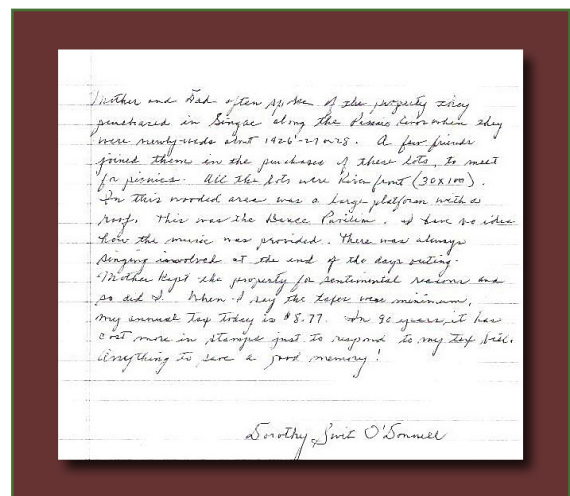 Mother and Dad often spoke of the property they
purchased in Singac along the Passaic River when they
were newly-weds about 1926-27 or 28. A few friends
joined them in the purchase of these lots, to meet
for picnics. All the lots were River front (30x100).
In this wooded area was a large platform with a
roof. This was the Dance Pavilion. I have no idea
how the music was provided. There was always
singing involved at the end of the days outing.
Mother kept the property for sentimental reasons and
so did I. When I say the taxes were minimum,
my annual tax today is $8.77. In 90 years, it has
cost more in stamps just to respond to my tax bill.
Anything to save a good memory!
Dorothy O'Donnell